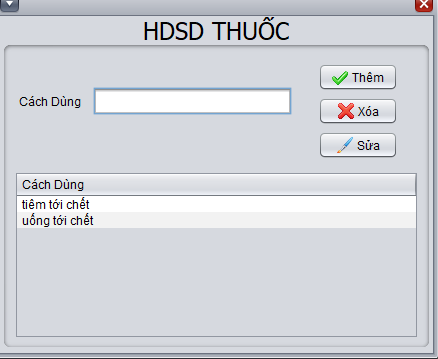 HDSD THUỐC
Cách Dùng
Thêm
Xóa
Sửa
Cách Dùng
tiêm tới chết
uống tới chết